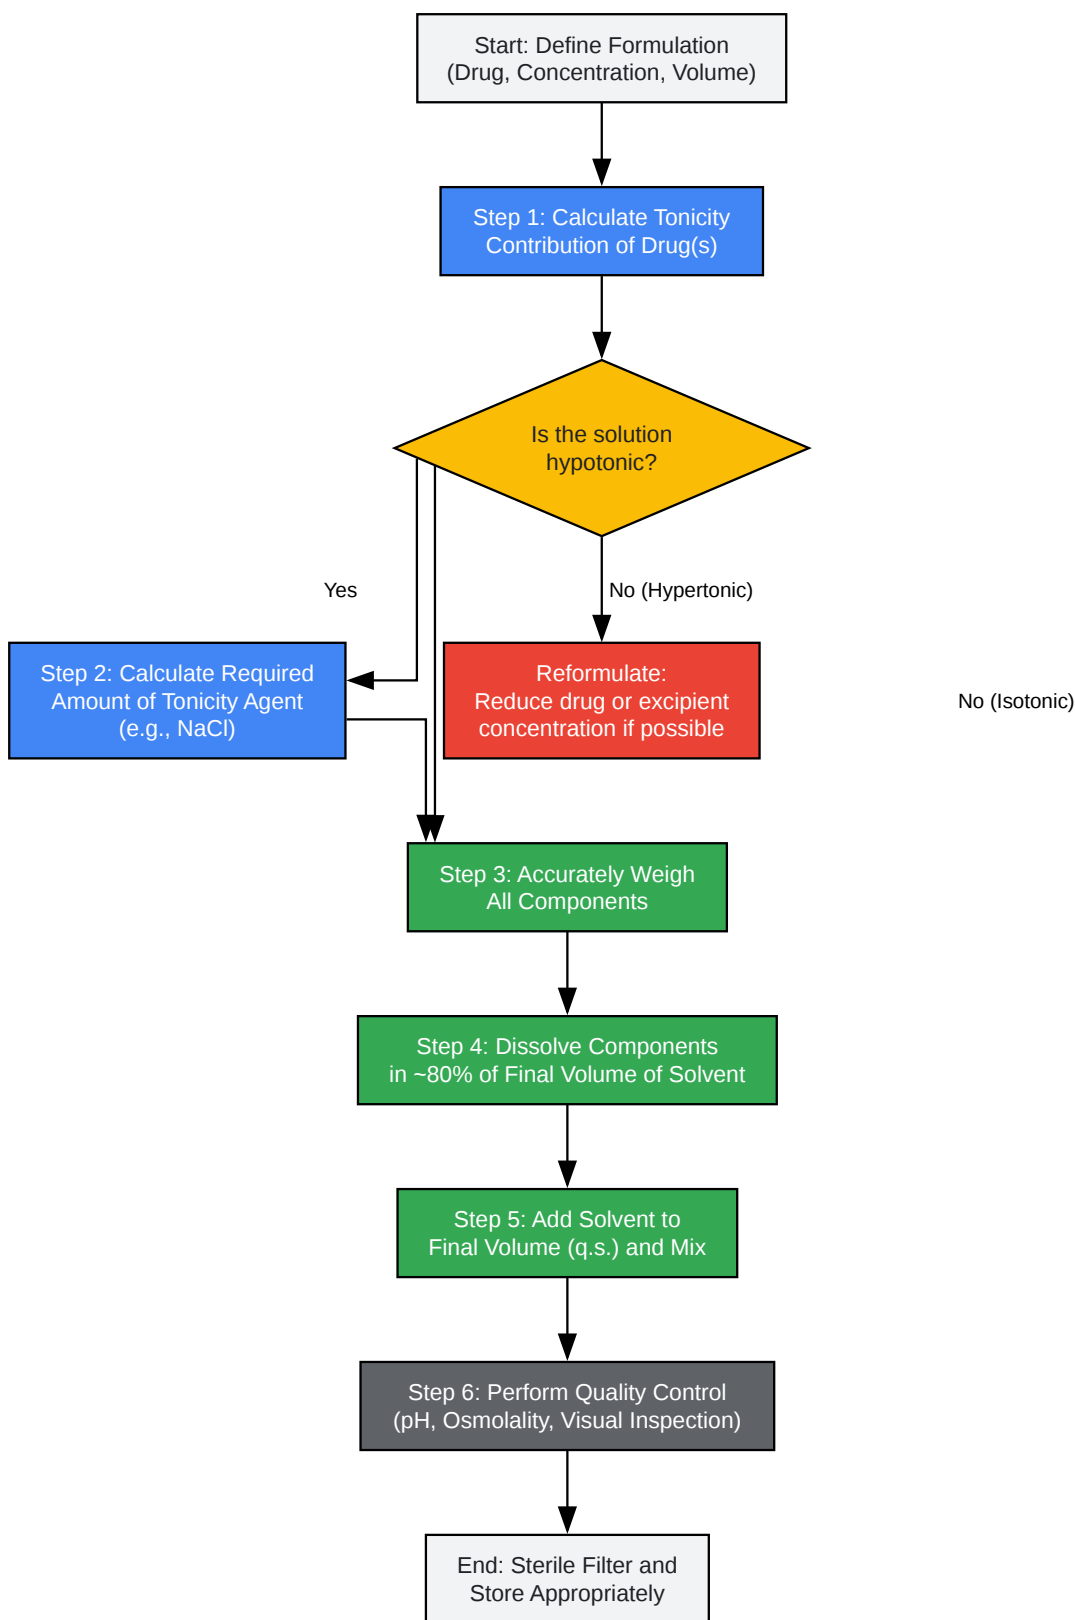 Start: Define Formulation
(Drug, Concentration, Volume)
Step 1: Calculate Tonicity
Contribution of Drug(s)
Is the solution
hypotonic?
Yes
No (Hypertonic)
Step 2: Calculate Required
Amount of Tonicity Agent
(e.g., NaCl)
Reformulate:
Reduce drug or excipient
concentration if possible
No (Isotonic)
Step 3: Accurately Weigh
All Components
Step 4: Dissolve Components
in ~80% of Final Volume of Solvent
Step 5: Add Solvent to
Final Volume (q.s.) and Mix
Step 6: Perform Quality Control
(pH, Osmolality, Visual Inspection)
End: Sterile Filter and
Store Appropriately